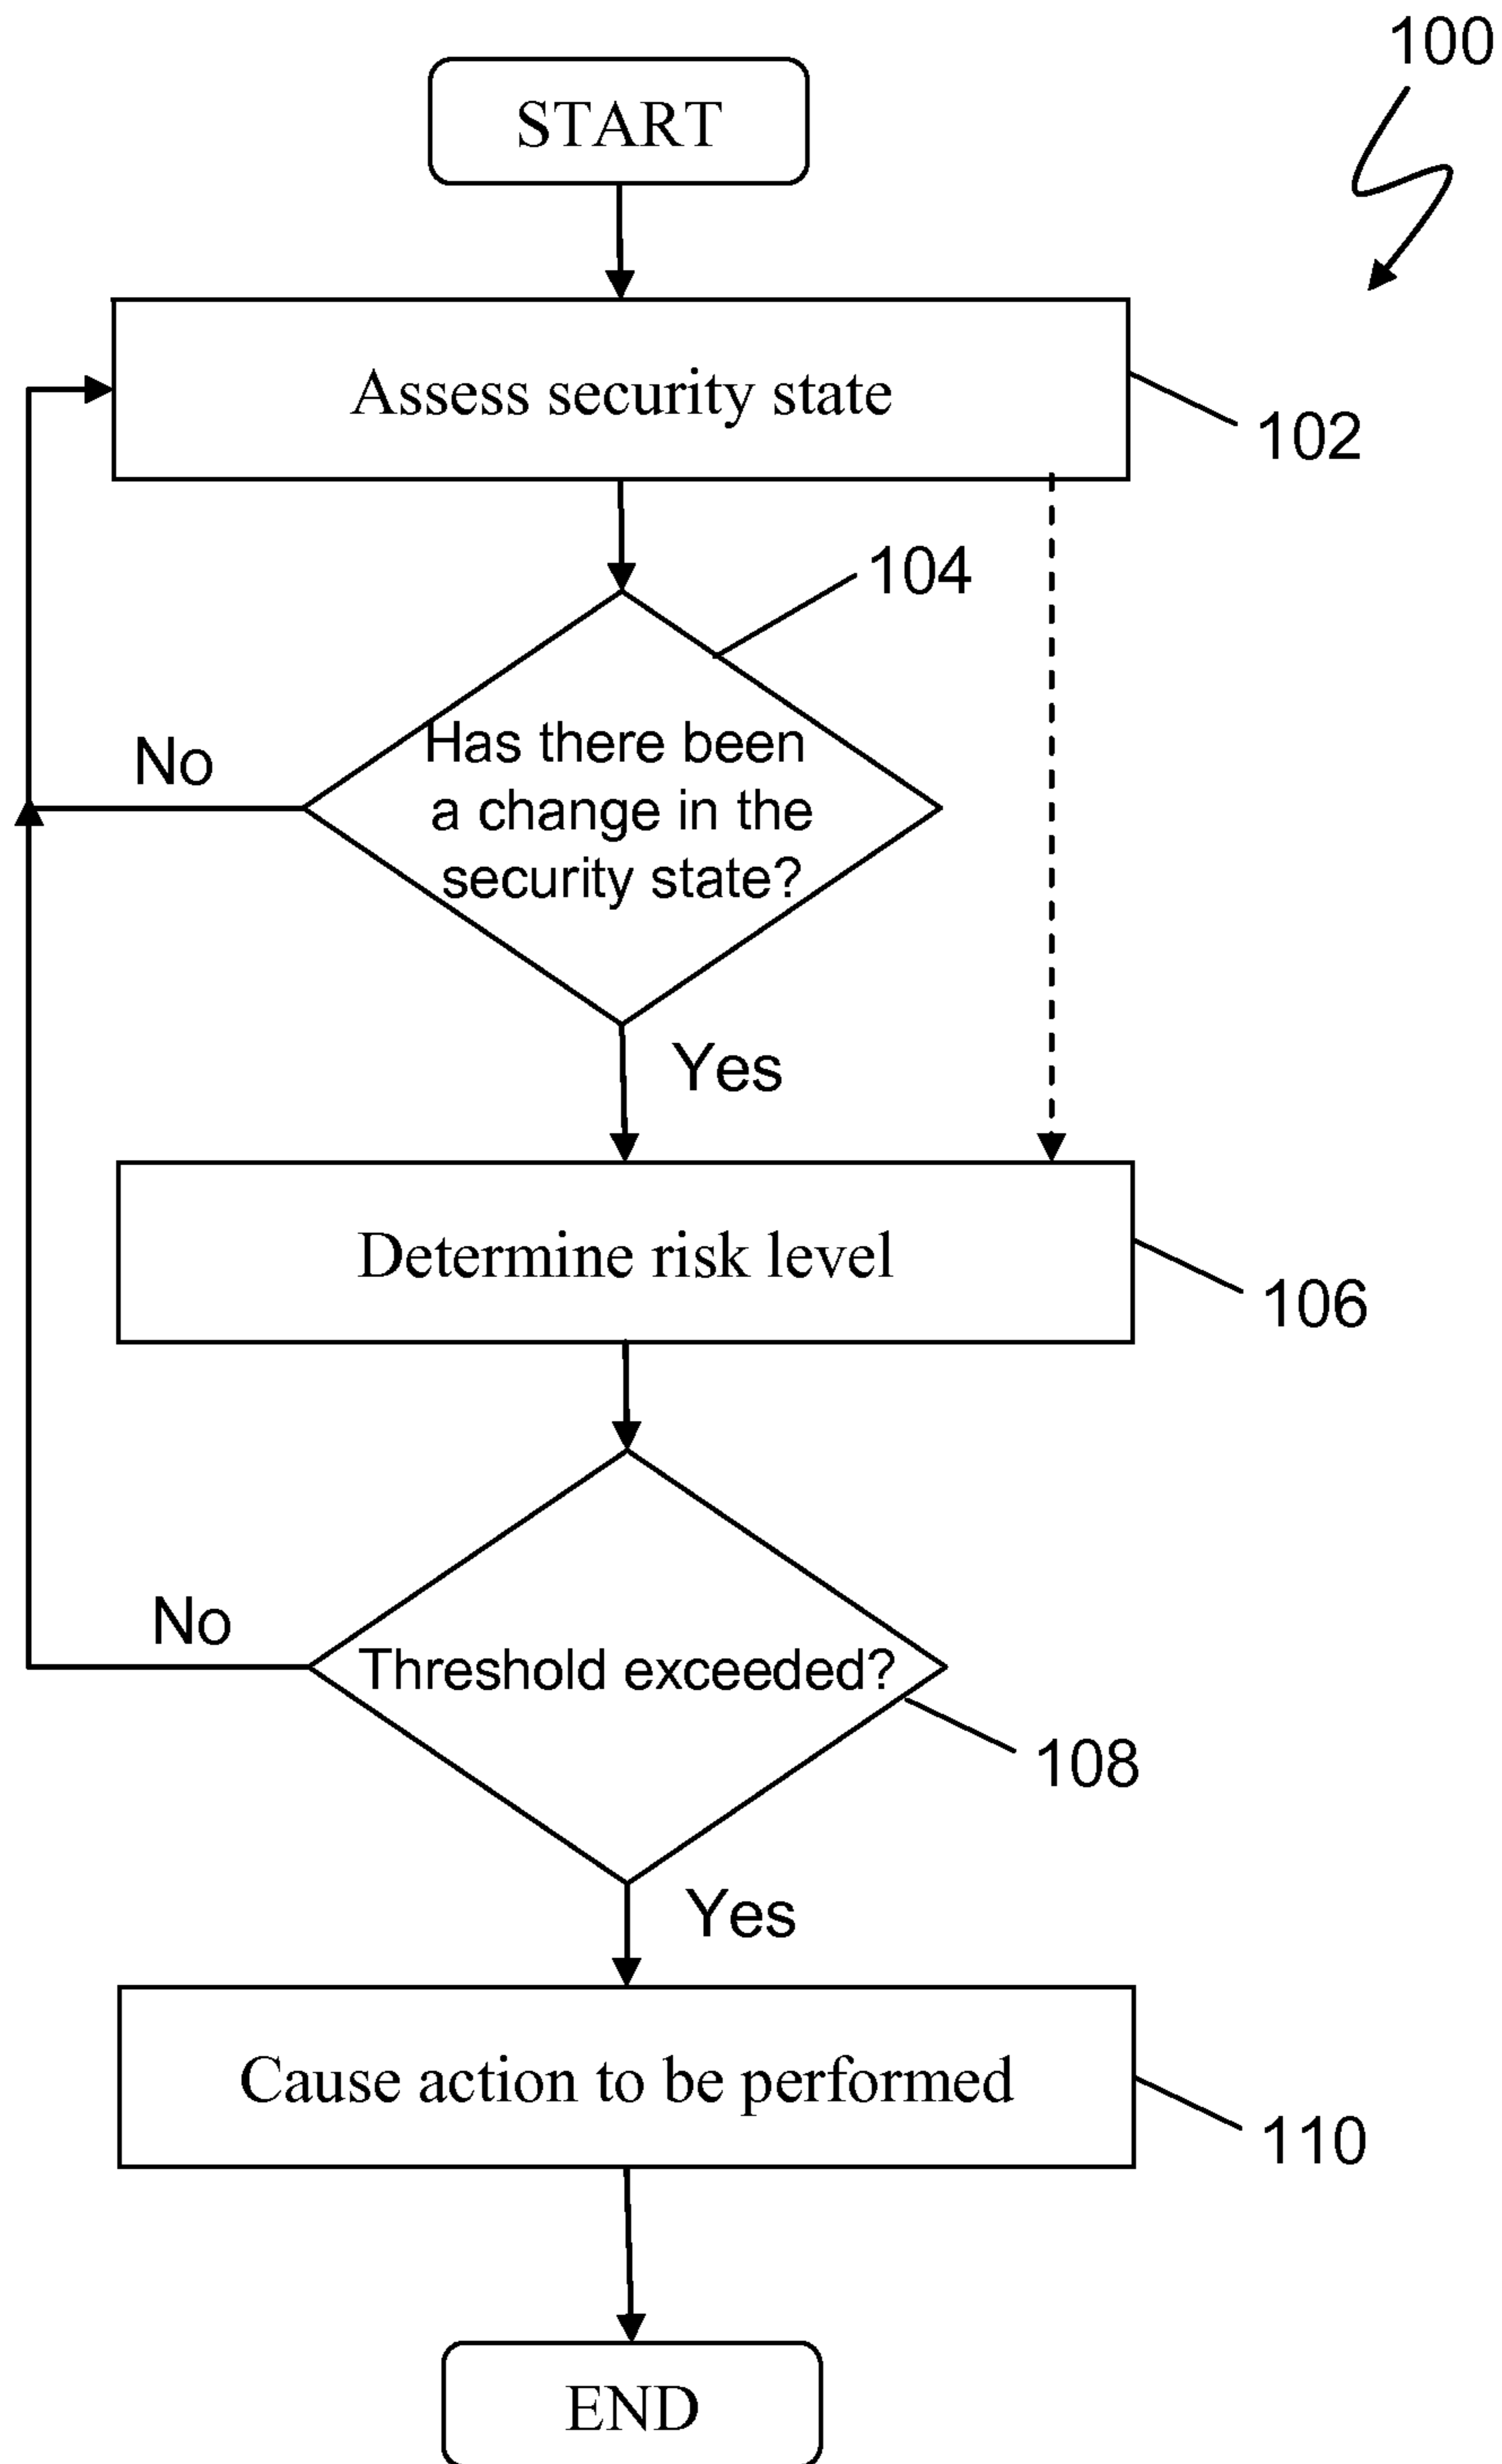 100
START
Assess security state
102
104
Has there been
a change in the
security state?
No
Yes
Determine risk level
106
No
Threshold exceeded?
108
Yes
Cause action to be performed
110
END